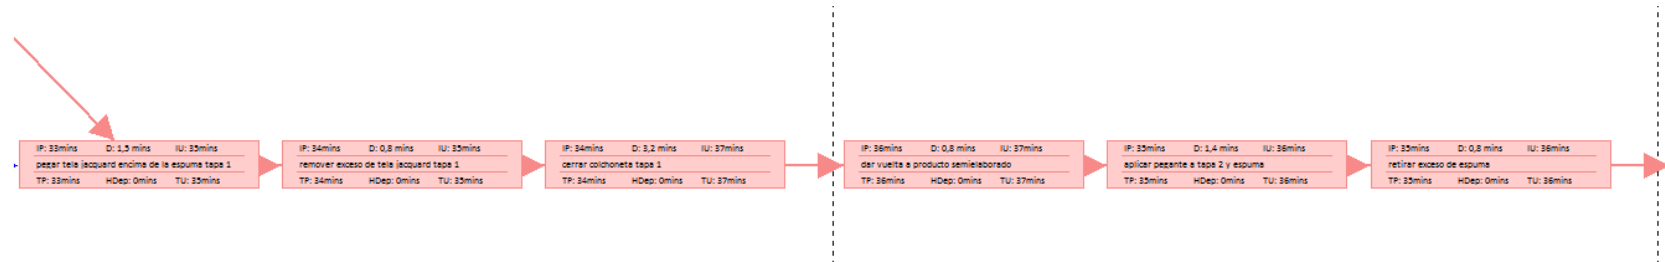 IP: 33mins D: 1,5 mins IU: 35mins
pegar tela jacquard encima de la espuma tapa 1
TP: 33mins HDep: 0mins TU: 35mins
IP: 34mins D: 0,8 mins IU: 35mins
remover exceso de tela jacquard tapa 1
TP: 34mins HDep: 0mins TU: 35mins
IP: 34mins D: 3,2 mins IU: 37mins
cerrar colchoneta tapa 1
TP: 34mins HDep: 0mins TU: 37mins
IP: 36mins D: 0,8 mins IU: 37mins
dar vuelta a producto semielaborado
TP: 36mins HDep: 0mins TU: 37mins
IP: 35mins D: 1,4 mins IU: 36mins
aplicar pegante a tapa 2 y espuma
TP: 35mins HDep: 0mins TU: 36mins
IP: 35mins D: 0,8 mins IU: 36mins
retirar exceso de espuma
TP: 35mins HDep: 0mins TU: 36mins